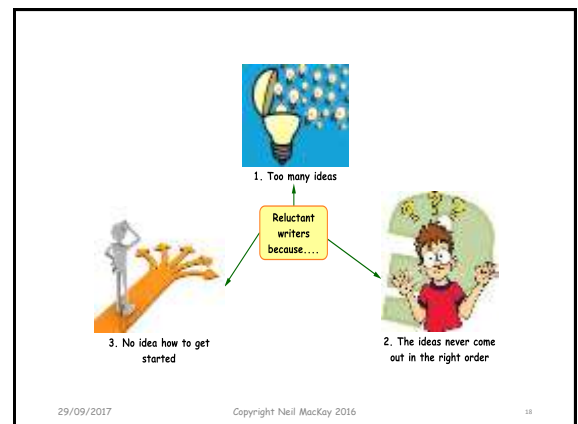 1. Too many ideas
Reluctant
writers
because....
3. No idea how to get
started
2. The ideas never come
out in the right order
29/09/2017
Copyright Neil MacKay 2016
18